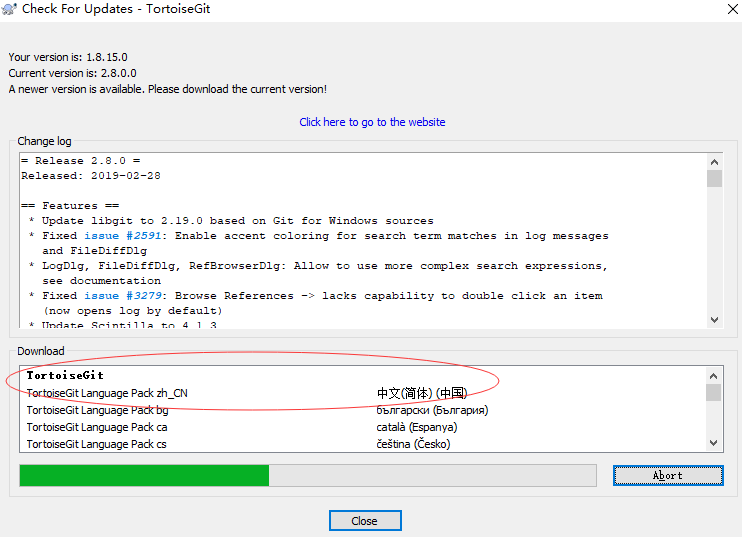 Check For Updates - TortoiseGit
Your version is: 1.8.15.0
Current version is: 2.8.0.0
A newer version is available. Please download the current version!
Click here to go to the website
Change log
= Release 2.8.0 =
Released: 2019-02-28
== Features ==
* Update libgit to 2.19.0 based on Git for Windows sources
* Fixed issue #2591: Enable accent coloring for search term matches in log messages
and FileDiffDlg
* LogDlg, FileDiffDlg, RefBrowserDlg: Allow to use more complex search expressions,
see documentation
* Fixed issue #3279: Browse References -> lacks capability to double click an item
(now opens log by default)
* Update Scintilla to 4.1.3
Download
TortoiseGit
TortoiseGit Language Pack zh_CN 中文(简体) (中国)
TortoiseGit Language Pack bg български (България)
TortoiseGit Language Pack ca català (Espanya)
TortoiseGit Language Pack cs čeština (Česko)
Abort
Close